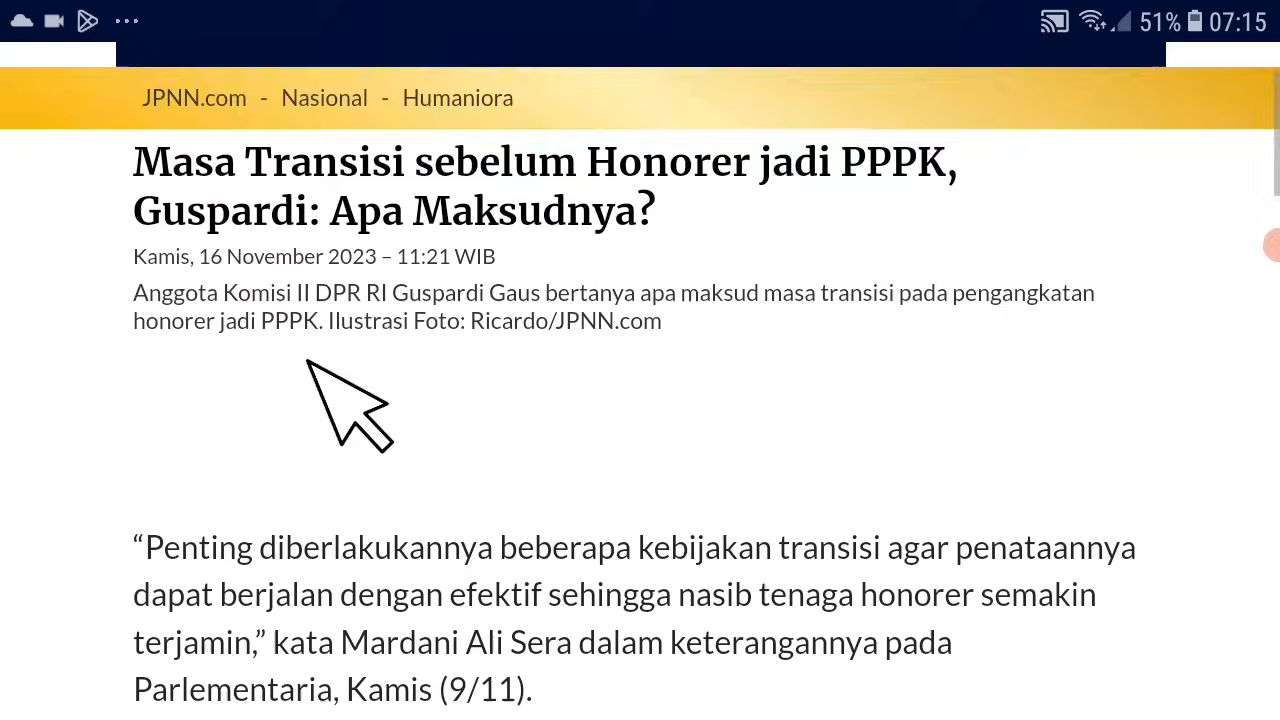 51% 07:15
JPNN.com - Nasional - Humaniora
Masa Transisi sebelum Honorer jadi PPPK,
Guspardi: Apa Maksudnya?
Kamis, 16 November 2023 – 11:21 WIB
Anggota Komisi II DPR RI Guspardi Gaus bertanya apa maksud masa transisi pada pengangkatan
honorer jadi PPPK. Ilustrasi Foto: Ricardo/JPNN.com
“Penting diberlakukannya beberapa kebijakan transisi agar penataannya
dapat berjalan dengan efektif sehingga nasib tenaga honorer semakin
terjamin,” kata Mardani Ali Sera dalam keterangannya pada
Parlementaria, Kamis (9/11).